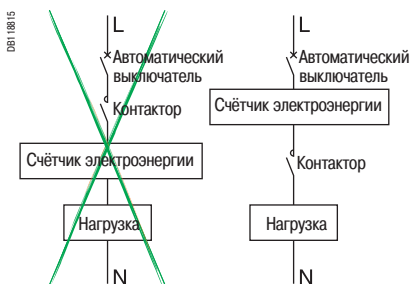 DB118815
L
Автоматический
выключатель
Контактор
Счётчик электроэнергии
Нагрузка
N
L
Автоматический
выключатель
Счётчик электроэнергии
Контактор
Нагрузка
N